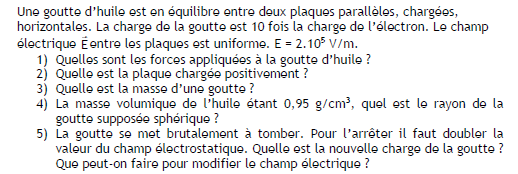 Une goutte d'huile est en équilibre entre deux plaques parallèles, chargées,
horizontales. La charge de la goutte est 10 fois la charge de l'électron. Le champ
électrique E⃗ entre les plaques est uniforme. E = 2.10⁵ V/m.
1) Quelles sont les forces appliquées à la goutte d'huile ?
2) Quelle est la plaque chargée positivement ?
3) Quelle est la masse d'une goutte ?
4) La masse volumique de l'huile étant 0,95 g/cm³, quel est le rayon de la
goutte supposée sphérique ?
5) La goutte se met brutalement à tomber. Pour l'arrêter il faut doubler la
valeur du champ électrostatique. Quelle est la nouvelle charge de la goutte ?
Que peut-on faire pour modifier le champ électrique ?